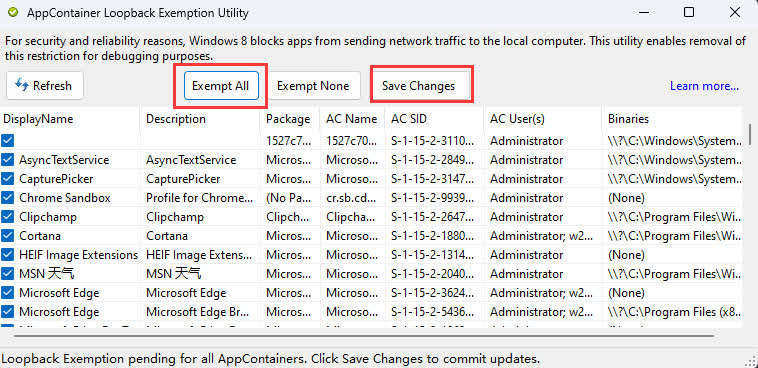 AppContainer Loopback Exemption Utility
For security and reliability reasons, Windows 8 blocks apps from sending network traffic to the local computer. This utility enables removal of
this restriction for debugging purposes.
Refresh Exempt All Exempt None Save Changes Learn more...
DisplayName Description Package AC Name AC SID AC User(s) Binaries
1527c7... 1527c70... S-1-15-2-3110... Administrator \\?\C:\Windows\System...
AsyncTextService AsyncTextService Micros... Micros... S-1-15-2-2849... Administrator \\?\C:\Windows\System...
CapturePicker CapturePicker Micros... Micros... S-1-15-2-3147... Administrator \\?\C:\Windows\System...
Chrome Sandbox Profile for Chrome... (No Pa... cr.sb.cd... S-1-15-2-9939... Administrator (None)
Clipchamp Clipchamp Clipch... Clipcha... S-1-15-2-2647... Administrator \\?\C:\Program Files\Wi...
Cortana Cortana Micros... Micros... S-1-15-2-1880... Administrator; w2... \\?\C:\Program Files\Wi...
HEIF Image Extensions HEIF Image Extens... Micros... Micros... S-1-15-2-1314... Administrator (None)
MSN 天气 MSN 天气 Micros... Micros... S-1-15-2-2040... Administrator \\?\C:\Program Files\Wi...
Microsoft Edge Microsoft Edge Micros... Micros... S-1-15-2-3624... Administrator; w2... (None)
Microsoft Edge Microsoft Edge Br... Micros... Micros... S-1-15-2-5436... Administrator; w2... \\?\C:\Program Files (x8...
Loopback Exemption pending for all AppContainers. Click Save Changes to commit updates.